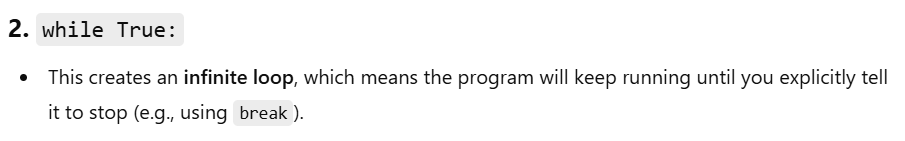 2. while True:
• This creates an infinite loop, which means the program will keep running until you explicitly tell
it to stop (e.g., using break ).